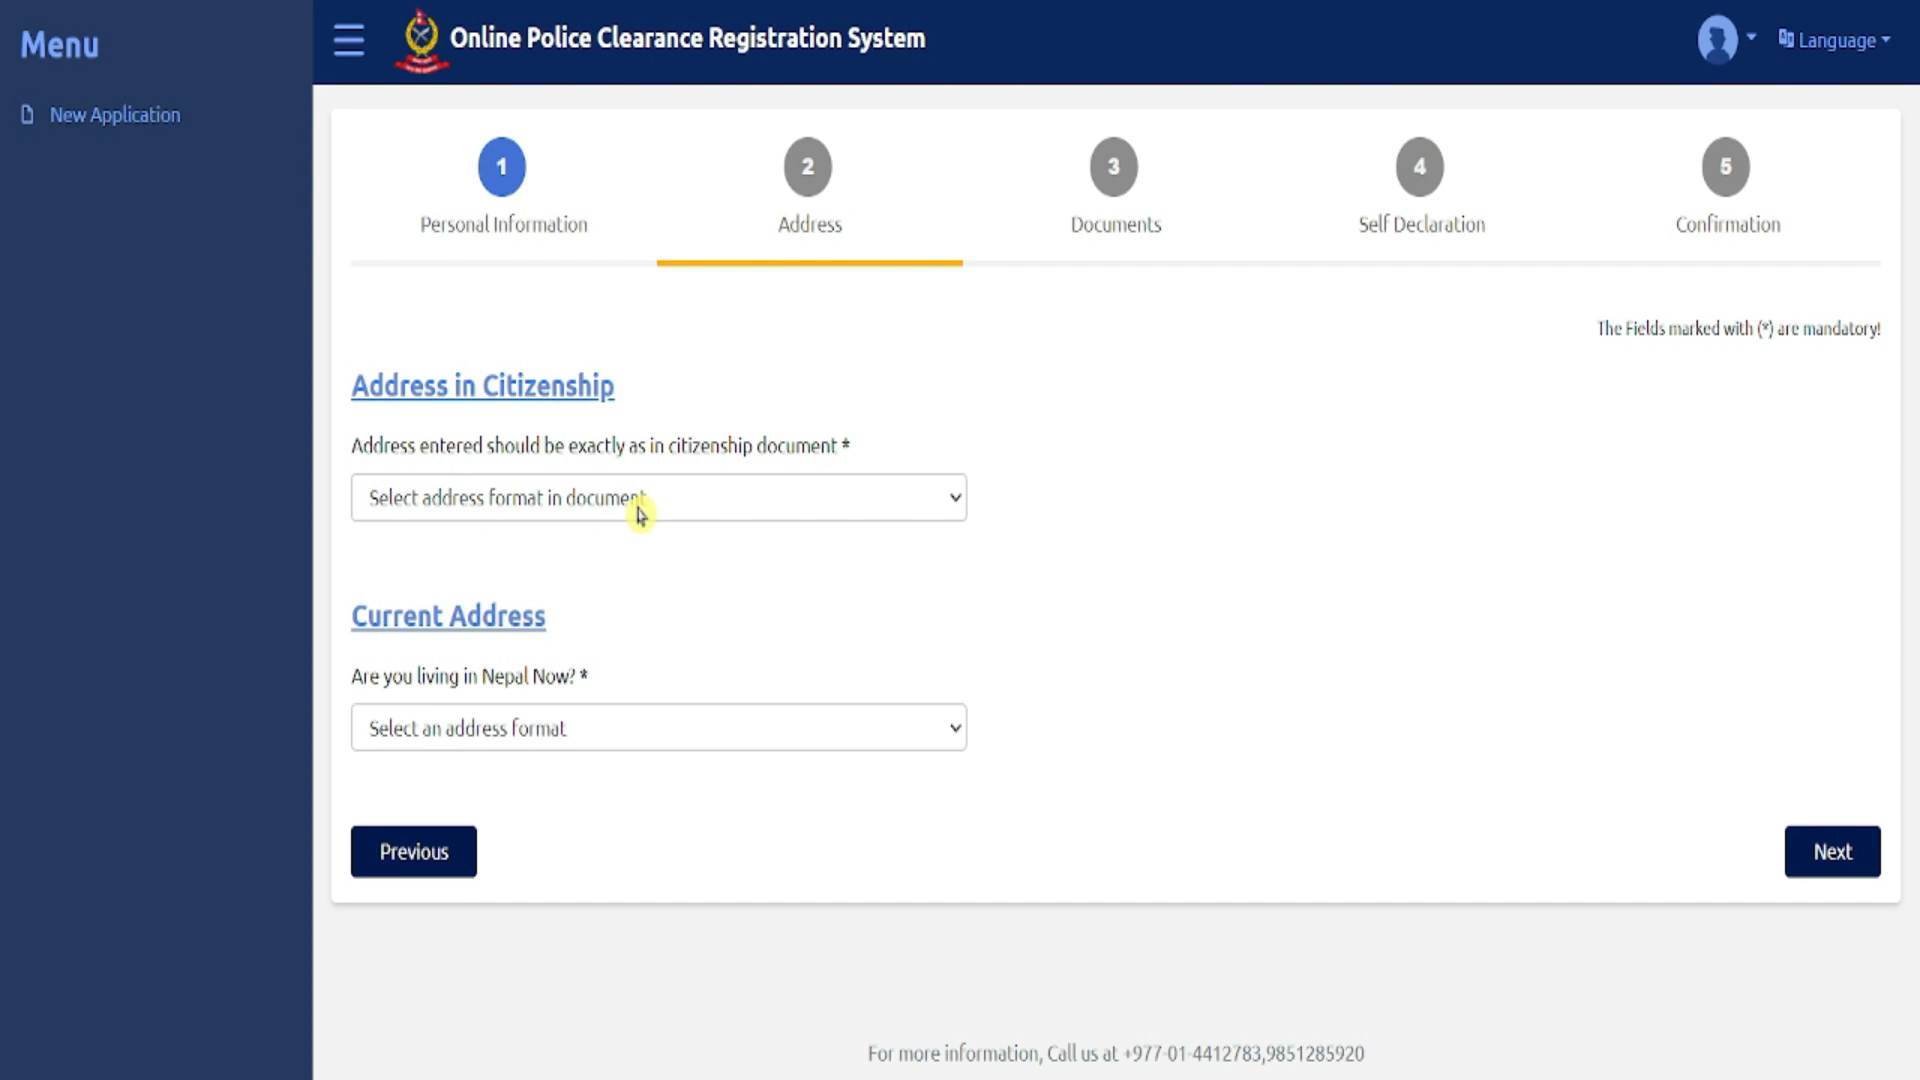 Menu
New Application
Online Police Clearance Registration System
Language
1
2
3
4
5
Personal Information
Address
Documents
Self Declaration
Confirmation
The Fields marked with (*) are mandatory!
Address in Citizenship
Address entered should be exactly as in citizenship document *
Select address format in document
Current Address
Are you living in Nepal Now? *
Select an address format
Previous
Next
For more information, Call us at +977-01-4412783,9851285920